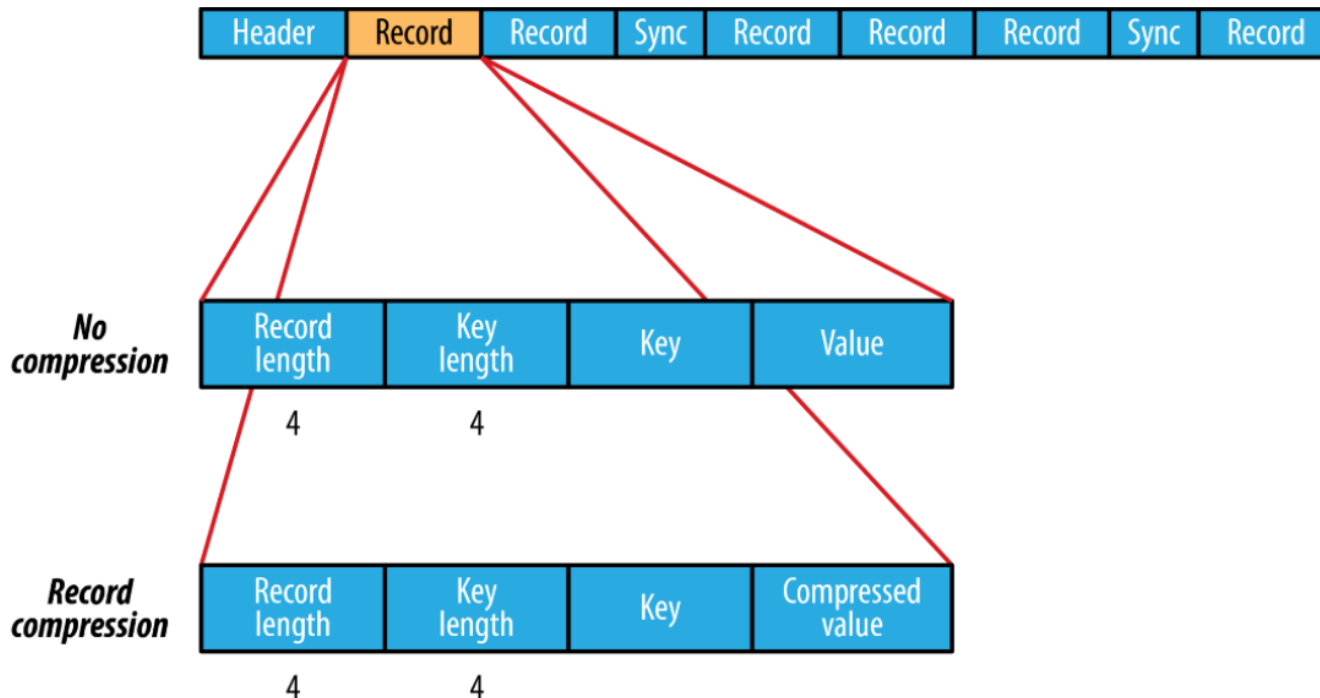 Header Record Record Sync Record Record Record Sync Record
No
compression
Record
length
Key
length
Key
Value
4 4
Record
compression
Record
length
Key
length
Key
Compressed
value
4 4